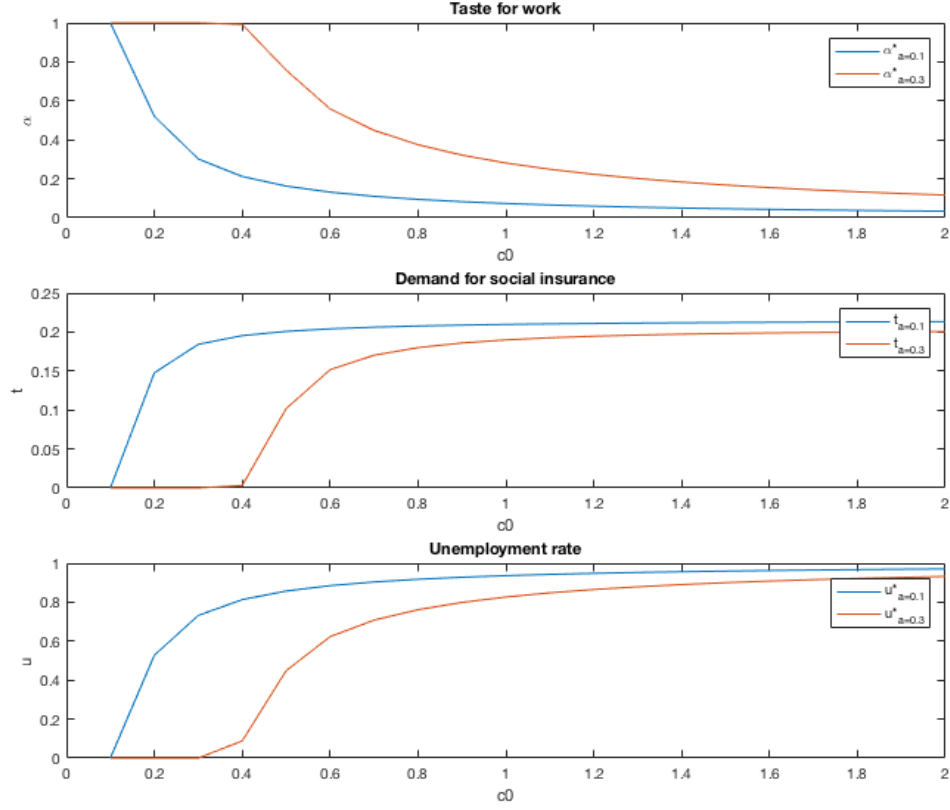 Taste for work
1
0.8
0.6
0.4
0.2
0
α
α*a=0.1
α*a=0.3
0 0.2 0.4 0.6 0.8 1 1.2 1.4 1.6 1.8 2
c0
Demand for social insurance
0.25
0.2
0.15
0.1
0.05
0
t
ta=0.1
ta=0.3
0 0.2 0.4 0.6 0.8 1 1.2 1.4 1.6 1.8 2
c0
Unemployment rate
1
0.8
0.6
0.4
0.2
0
u
u*a=0.1
u*a=0.3
0 0.2 0.4 0.6 0.8 1 1.2 1.4 1.6 1.8 2
c0